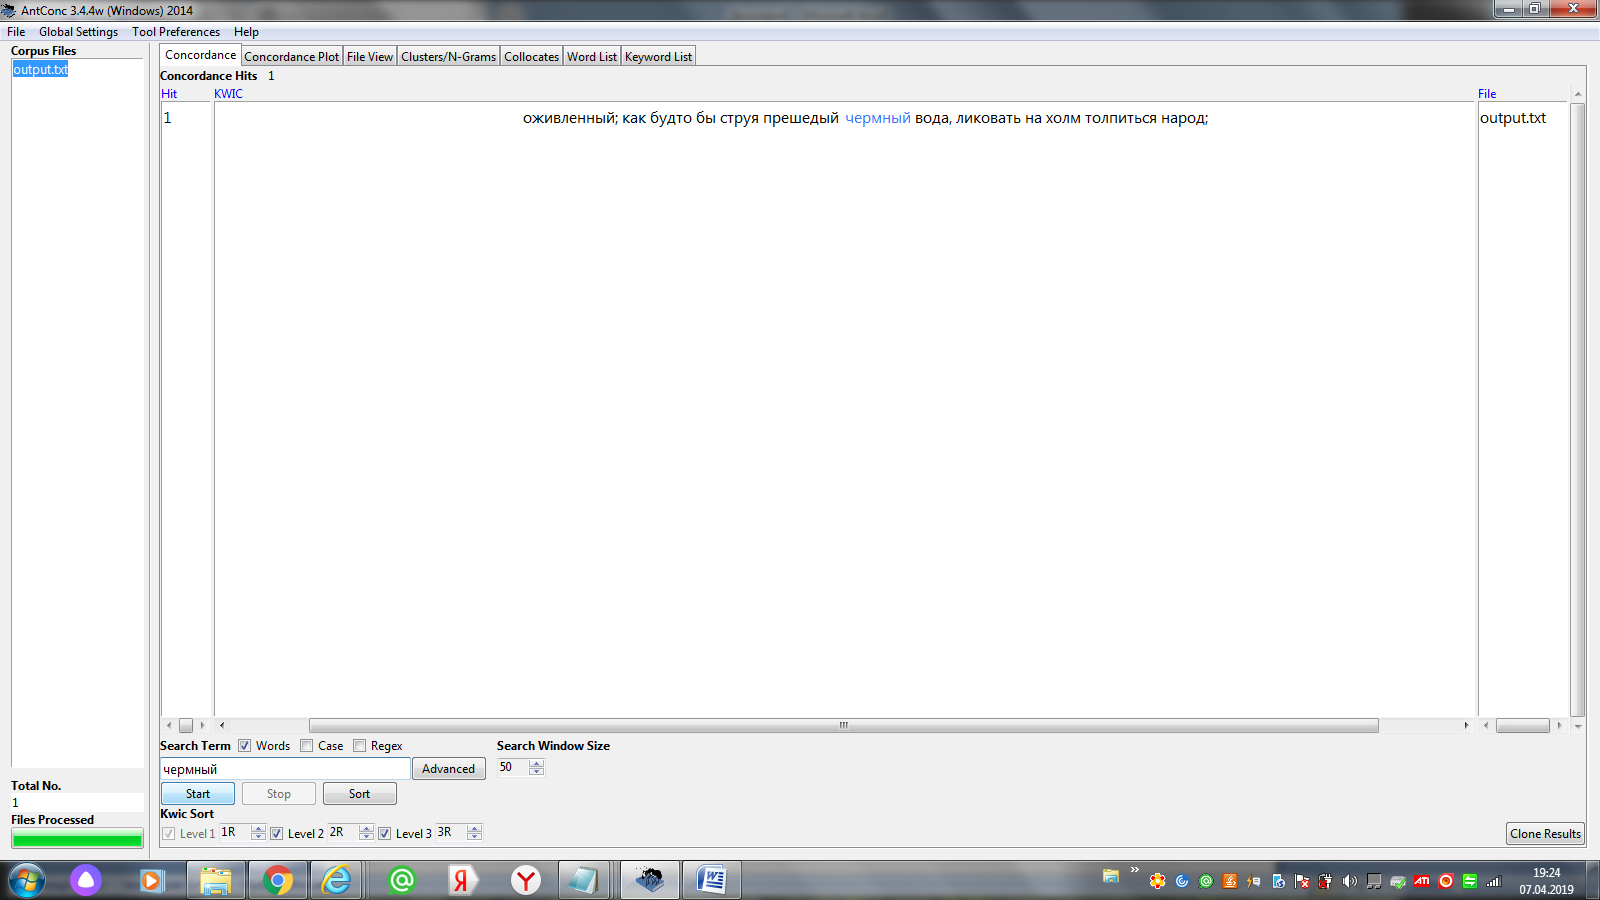 AntConc 3.4.4w (Windows) 2014
File Global Settings Tool Preferences Help
Corpus Files
output.txt
Concordance Concordance Plot File View Clusters/N-Grams Collocates Word List Keyword List
Concordance Hits 1
Hit KWIC File
1 оживленный; как будто бы струя прешедый чермный вода, ликовать на холм толпиться народ; output.txt
Search Term Words Case Regex Search Window Size
чермный Advanced 50
Start Stop Sort
Kwic Sort
Level 1 1R Level 2 2R Level 3 3R
Total No.
1
Files Processed
Clone Results
19:24
07.04.2019